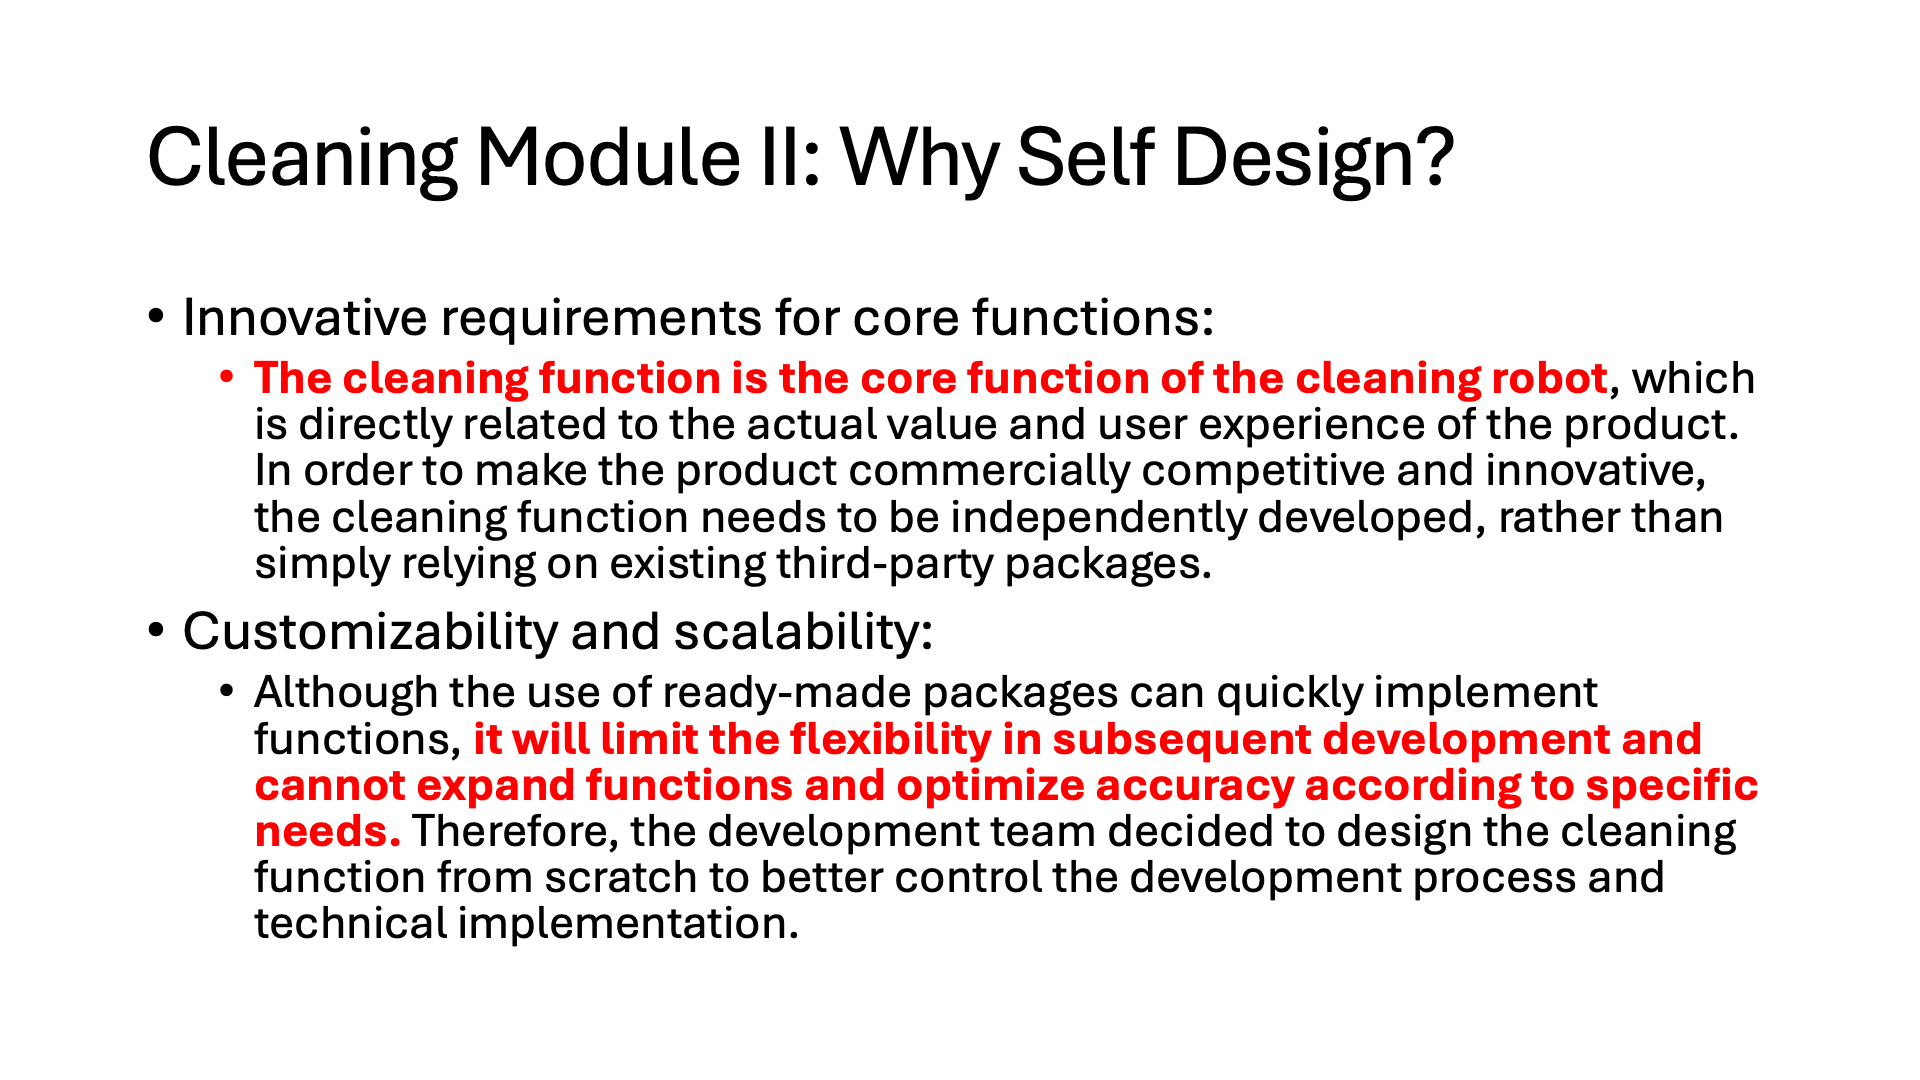 Cleaning Module II: Why Self Design?
• Innovative requirements for core functions:
• The cleaning function is the core function of the cleaning robot, which
is directly related to the actual value and user experience of the product.
In order to make the product commercially competitive and innovative,
the cleaning function needs to be independently developed, rather than
simply relying on existing third-party packages.
• Customizability and scalability:
• Although the use of ready-made packages can quickly implement
functions, it will limit the flexibility in subsequent development and
cannot expand functions and optimize accuracy according to specific
needs. Therefore, the development team decided to design the cleaning
function from scratch to better control the development process and
technical implementation.